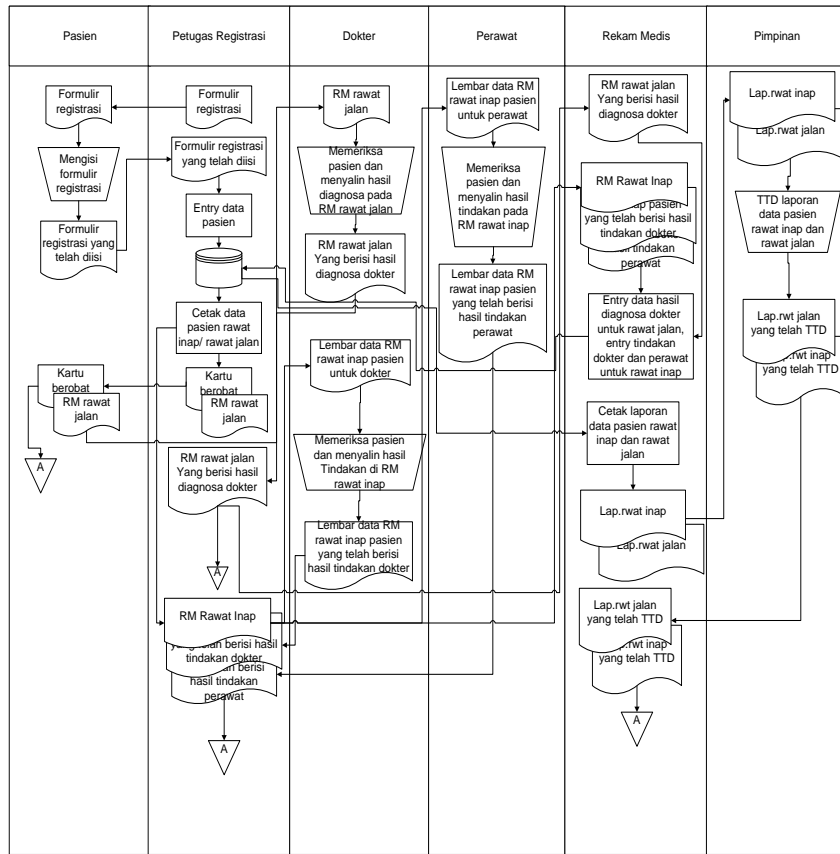 Pasien
Petugas Registrasi
Dokter
Perawat
Rekam Medis
Pimpinan
Formulir
registrasi
Mengisi
formulir
registrasi
Formulir
registrasi yang
telah diisi
Kartu
berobat
RM rawat
jalan
A
Formulir
registrasi
Formulir registrasi
yang telah diisi
Entry data
pasien
Cetak data
pasien rawat
inap/ rawat jalan
Kartu
berobat
RM rawat
jalan
RM rawat jalan
Yang berisi hasil
diagnosa dokter
A
RM Rawat Inap
yang telah berisi hasil
tindakan dokter
berisi
hasil tindakan
perawat
A
RM rawat
jalan
Memeriksa
pasien dan
menyalin hasil
diagnosa pada
RM rawat jalan
RM rawat jalan
Yang berisi hasil
diagnosa dokter
Lembar data RM
rawat inap pasien
untuk dokter
Memeriksa pasien
dan menyalin hasil
Tindakan di RM
rawat inap
Lembar data RM
rawat inap pasien
yang telah berisi
hasil tindakan dokter
Lembar data RM
rawat inap pasien
untuk perawat
Memeriksa
pasien dan
menyalin hasil
tindakan pada
RM rawat inap
Lembar data RM
rawat inap pasien
yang telah berisi
hasil tindakan
perawat
RM rawat jalan
Yang berisi hasil
diagnosa dokter
RM Rawat Inap
pasien
yang telah berisi hasil
tindakan dokter
tindakan
perawat
Entry data hasil
diagnosa dokter
untuk rawat jalan,
entry tindakan
dokter dan perawat
untuk rawat inap
Cetak laporan
data pasien rawat
inap dan rawat
jalan
Lap.rwat inap
Lap.rwat jalan
Lap.rwt jalan
yang telah TTD
inap
yang telah TTD
A
Lap.rwat inap
Lap.rwat jalan
TTD laporan
data pasien
rawat inap dan
rawat jalan
Lap.rwt jalan
yang telah TTD
inap
yang telah TTD